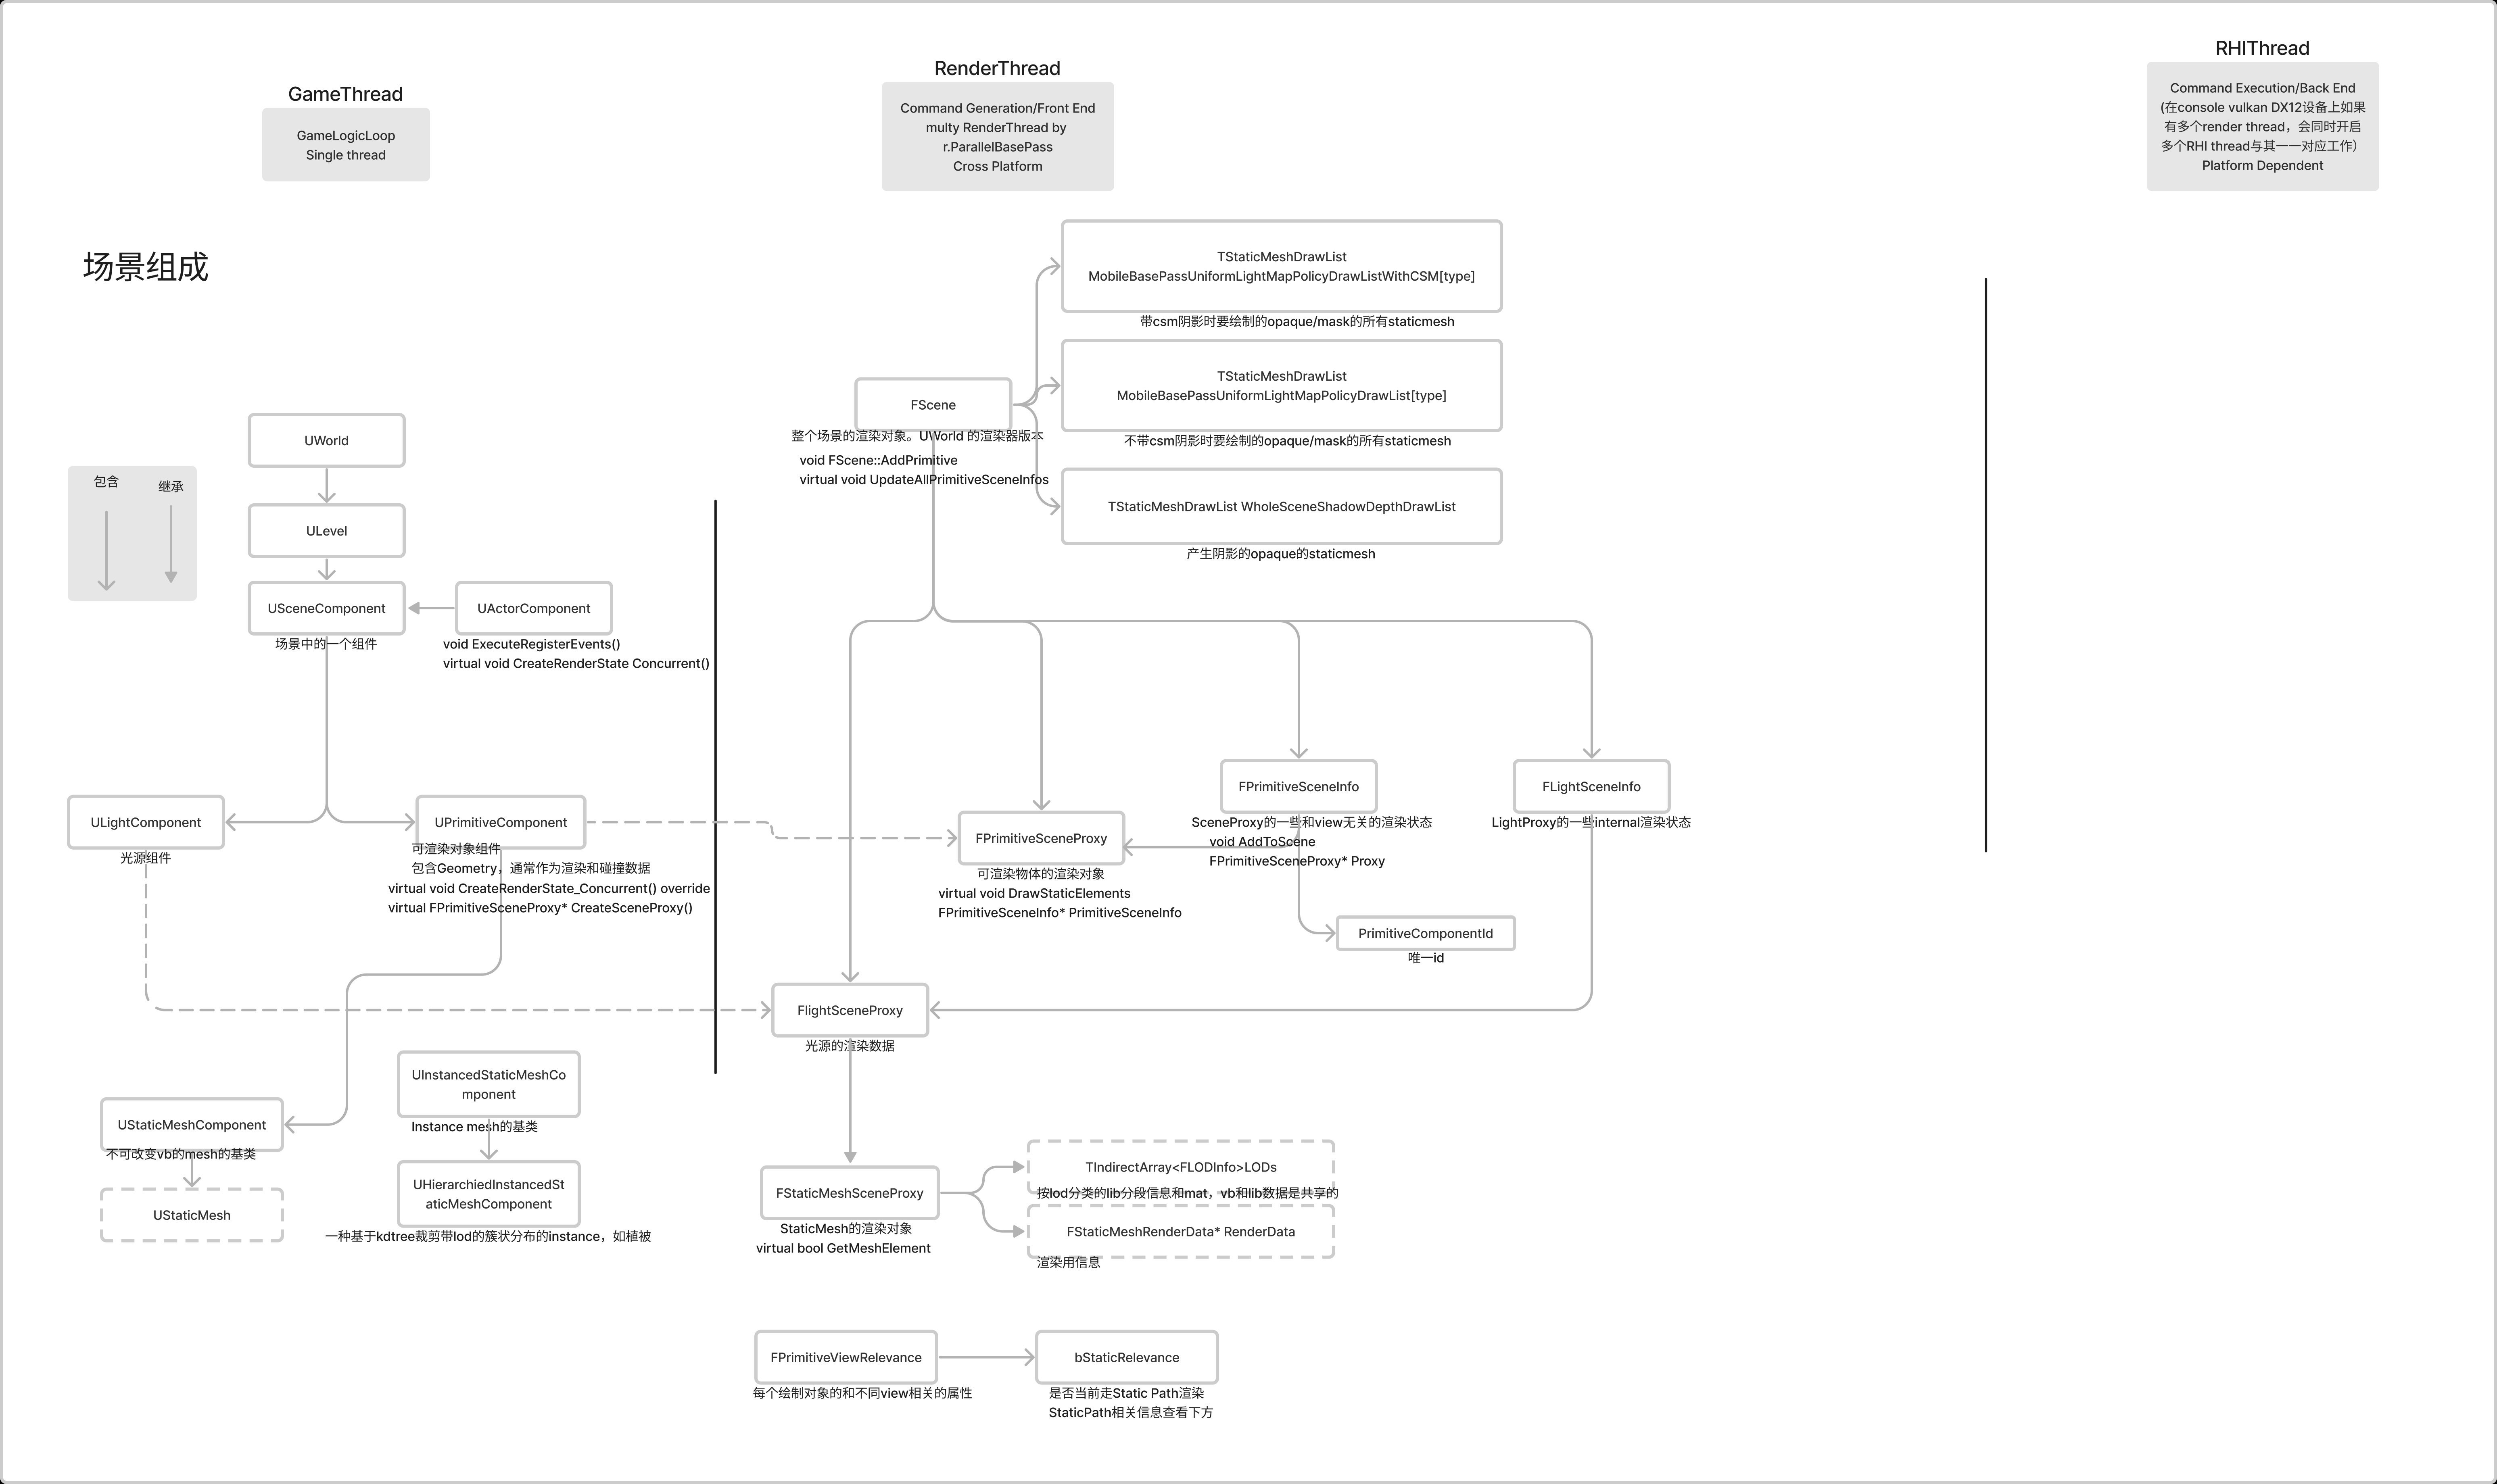 GameThread
GameLogicLoop
Single thread
RenderThread
Command Generation/Front End
multy RenderThread by
r.ParallelBasePass
Cross Platform
RHIThread
Command Execution/Back End
(在console vulkan DX12设备上如果
有多个render thread，会同时开启
多个RHI thread与其一一对应工作）
Platform Dependent
场景组成
包含
继承
UWorld
ULevel
USceneComponent
场景中的一个组件
UActorComponent
void ExecuteRegisterEvents()
virtual void CreateRenderState Concurrent()
ULightComponent
光源组件
UPrimitiveComponent
可渲染对象组件
包含Geometry，通常作为渲染和碰撞数据
virtual void CreateRenderState_Concurrent() override
virtual FPrimitiveSceneProxy* CreateSceneProxy()
UStaticMeshComponent
不可改变vb的mesh的基类
UStaticMesh
UInstancedStaticMeshCo
mponent
Instance mesh的基类
UHierarchiedInstancedSt
aticMeshComponent
一种基于kdtree裁剪带lod的簇状分布的instance，如植被
FScene
整个场景的渲染对象。UWorld 的渲染器版本
void FScene::AddPrimitive
virtual void UpdateAllPrimitiveSceneInfos
TStaticMeshDrawList
MobileBasePassUniformLightMapPolicyDrawListWithCSM[type]
带csm阴影时要绘制的opaque/mask的所有staticmesh
TStaticMeshDrawList
MobileBasePassUniformLightMapPolicyDrawList[type]
不带csm阴影时要绘制的opaque/mask的所有staticmesh
TStaticMeshDrawList WholeSceneShadowDepthDrawList
产生阴影的opaque的staticmesh
FPrimitiveSceneProxy
可渲染物体的渲染对象
virtual void DrawStaticElements
FPrimitiveSceneInfo* PrimitiveSceneInfo
FPrimitiveSceneInfo
SceneProxy的一些和view无关的渲染状态
void AddToScene
FPrimitiveSceneProxy* Proxy
PrimitiveComponentId
唯一id
FLightSceneInfo
LightProxy的一些internal渲染状态
FlightSceneProxy
光源的渲染数据
FStaticMeshSceneProxy
StaticMesh的渲染对象
virtual bool GetMeshElement
TIndirectArray<FLODInfo>LODs
按lod分类的lib分段信息和mat，vb和lib数据是共享的
FStaticMeshRenderData* RenderData
渲染用信息
FPrimitiveViewRelevance
每个绘制对象的和不同view相关的属性
bStaticRelevance
是否当前走Static Path渲染
StaticPath相关信息查看下方